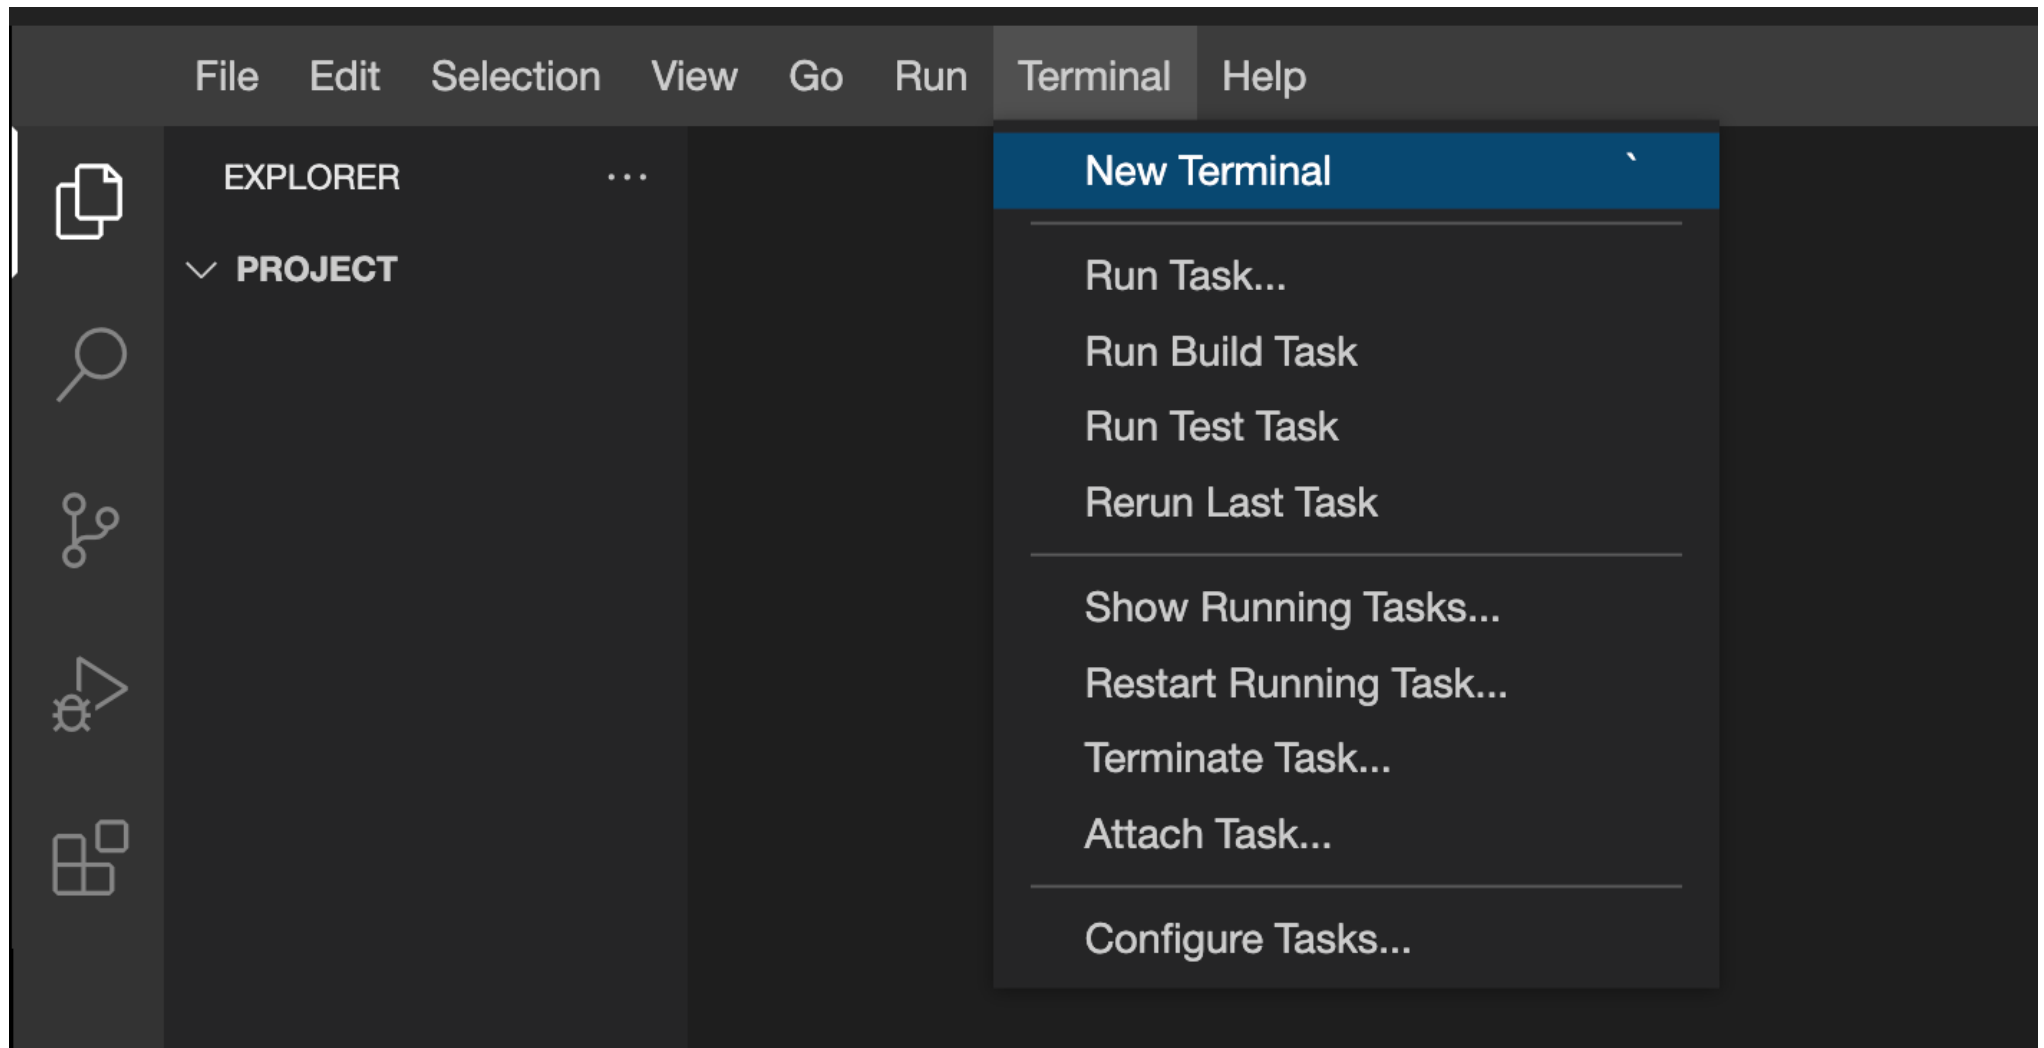 File Edit Selection View Go Run Terminal Help
EXPLORER ...
PROJECT
New Terminal `
Run Task...
Run Build Task
Run Test Task
Rerun Last Task
Show Running Tasks...
Restart Running Task...
Terminate Task...
Attach Task...
Configure Tasks...